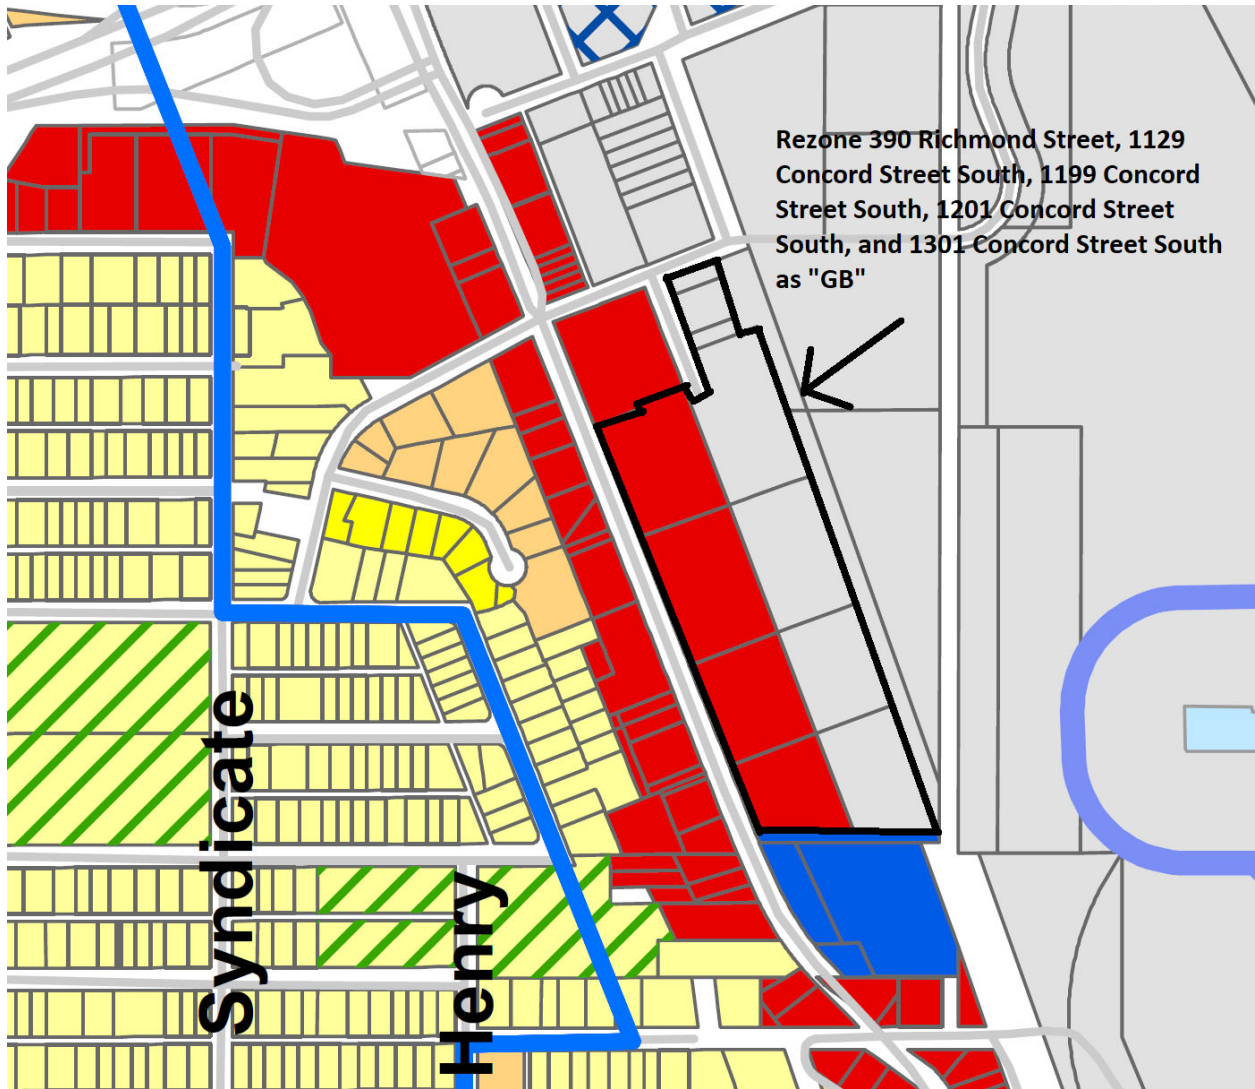 Rezone 390 Richmond Street, 1129
Concord Street South, 1199 Concord
Street South, 1201 Concord Street
South, and 1301 Concord Street South
as "GB"
Syndicate
Henry